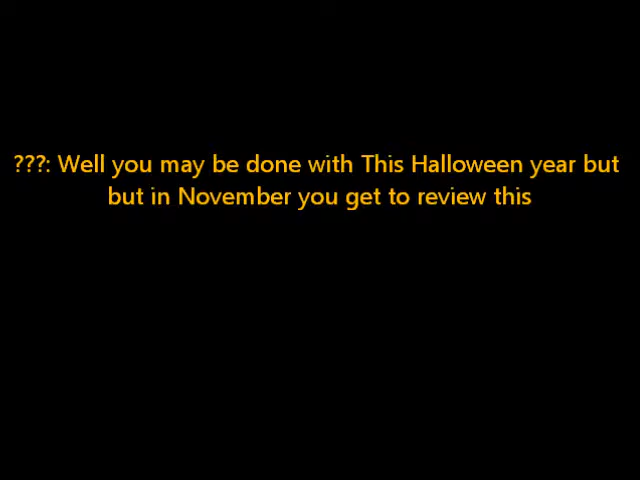 ???: Well you may be done with This Halloween year but
but in November you get to review this